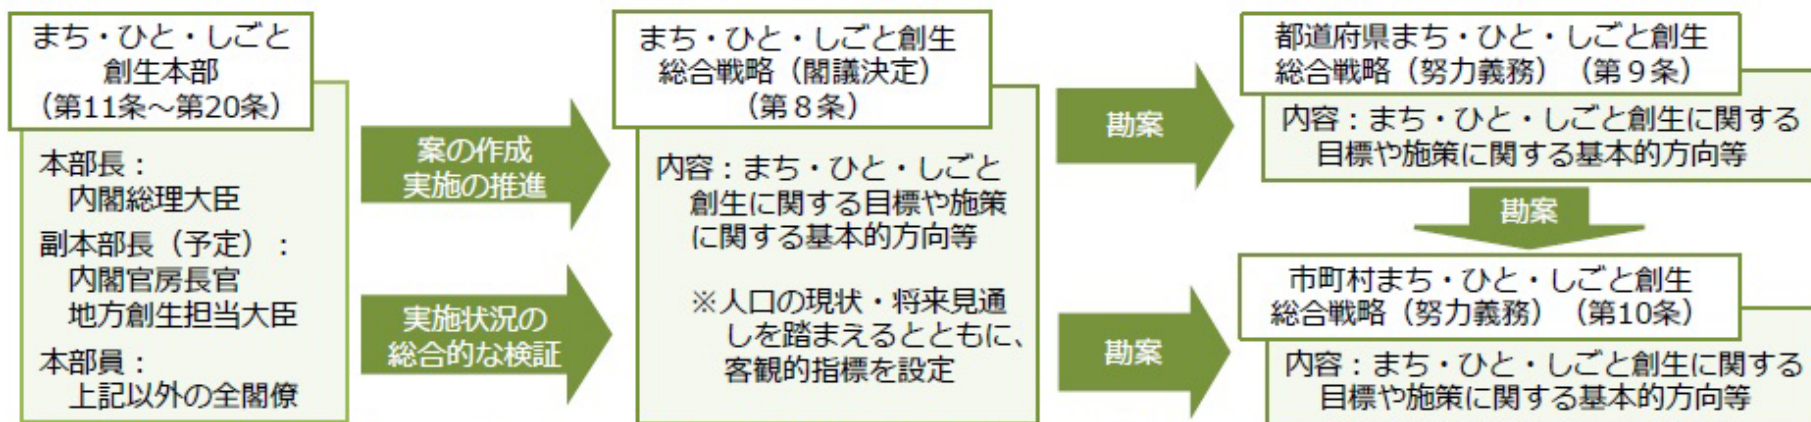 まち・ひと・しごと
創生本部
（第11条～第20条）
本部長：
内閣総理大臣
副本部長（予定）：
内閣官房長官
地方創生担当大臣
本部員：
上記以外の全閣僚
案の作成
実施の推進
実施状況の
総合的な検証
まち・ひと・しごと創生
総合戦略（閣議決定）
（第８条）
内容：まち・ひと・しごと
創生に関する目標や施策
に関する基本的方向等
※人口の現状・将来見通
しを踏まえるとともに、
客観的指標を設定
勘案
勘案
都道府県まち・ひと・しごと創生
総合戦略（努力義務）（第９条）
内容：まち・ひと・しごと創生に関する
目標や施策に関する基本的方向等
勘案
市町村まち・ひと・しごと創生
総合戦略（努力義務）（第10条）
内容：まち・ひと・しごと創生に関する
目標や施策に関する基本的方向等